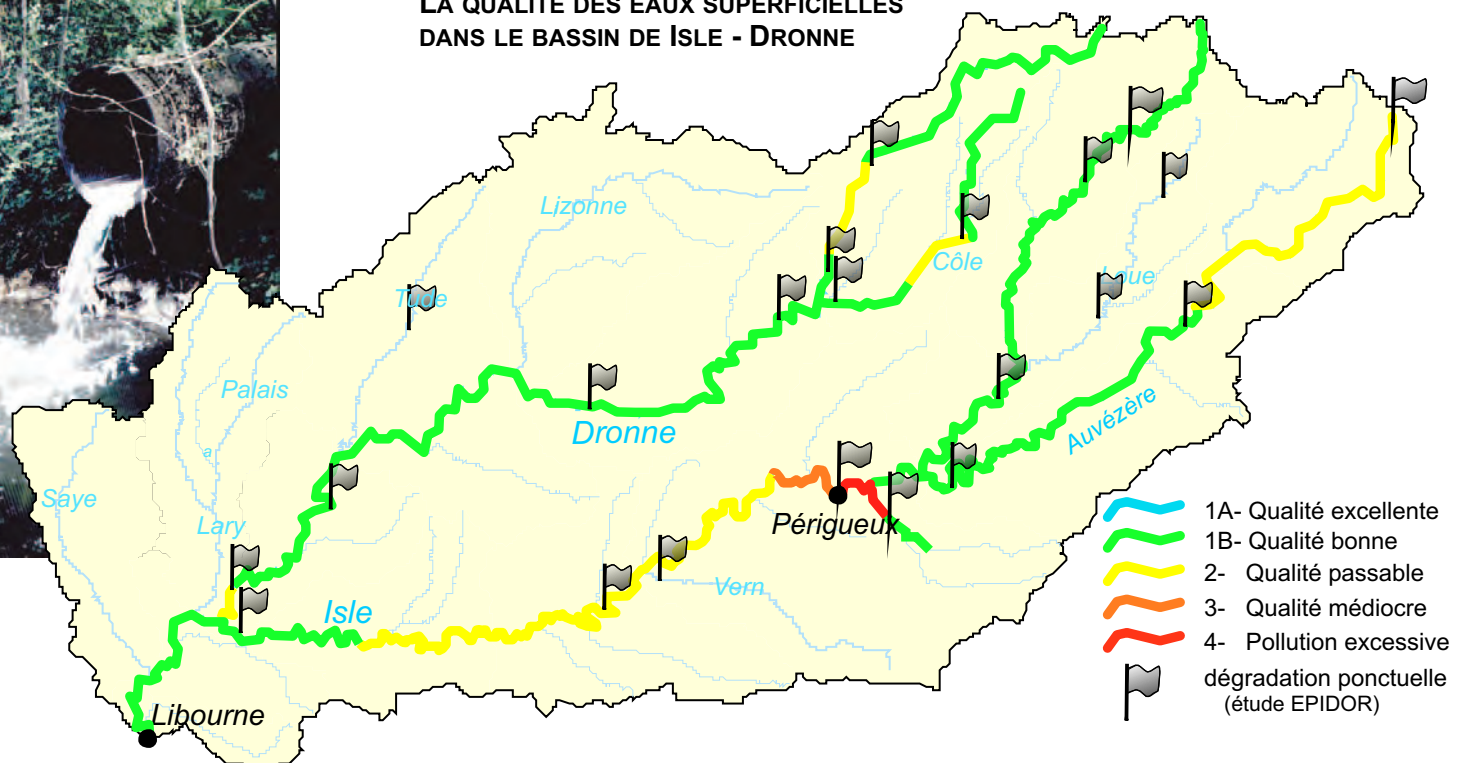 LA QUALITÉ DES EAUX SUPERFICIELLES
DANS LE BASSIN DE ISLE - DRONNE
Lizonne
Côle
Loue
Tude
Palais
Dronne
Auvézère
a
Saye
Lary
Périgueux
Isle
Vern
Libourne
1A- Qualité excellente
1B- Qualité bonne
2- Qualité passable
3- Qualité médiocre
4- Pollution excessive
dégradation ponctuelle
(étude EPIDOR)